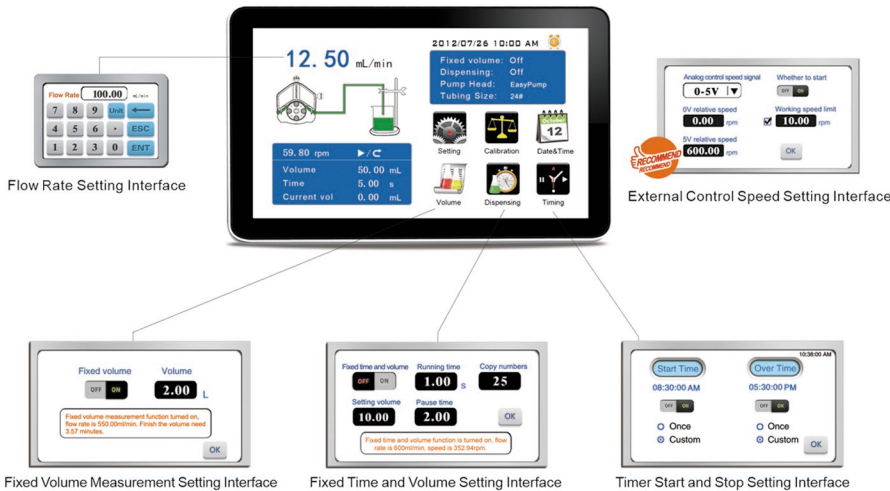 2012/07/26 10:00 AM
12.50 mL/min
Fixed volume: Off
Dispensing: Off
Pump Head: EasyPump
Tubing Size: 24#
October
12
Setting Calibration Date&Time
59.80 rpm
Volume 50.00 mL
Time 5.00 s
Current vol 0.00 mL
Volume Dispensing Timing
Flow Rate 100.00 mL/min
7 8 9 Unit
4 5 6 · ESC
1 2 3 0 ENT
Flow Rate Setting Interface
Analog control speed signal Whether to start
0-5V OFF ON
0V relative speed Working speed limit
0.00 rpm 10.00 rpm
5V relative speed
600.00 rpm OK
RECOMMEND
RECOMMEND
External Control Speed Setting Interface
Fixed volume Volume
OFF ON 2.00 L
Fixed volume measurement function turned on,
flow rate is 550.00ml/min. Finish the volume need
3.57 minutes.
OK
Fixed Volume Measurement Setting Interface
Fixed time and volume Running time Copy numbers
OFF ON 1.00 s 25
Setting volume Pause time
10.00 2.00 OK
Fixed time and volume function is turned on, flow
rate is 600ml/min, speed is 352.94rpm.
Fixed Time and Volume Setting Interface
10:38:00 AM
Start Time Over Time
08:30:00 AM 05:30:00 PM
OFF ON OFF ON
Once Once
Custom Custom OK
Timer Start and Stop Setting Interface